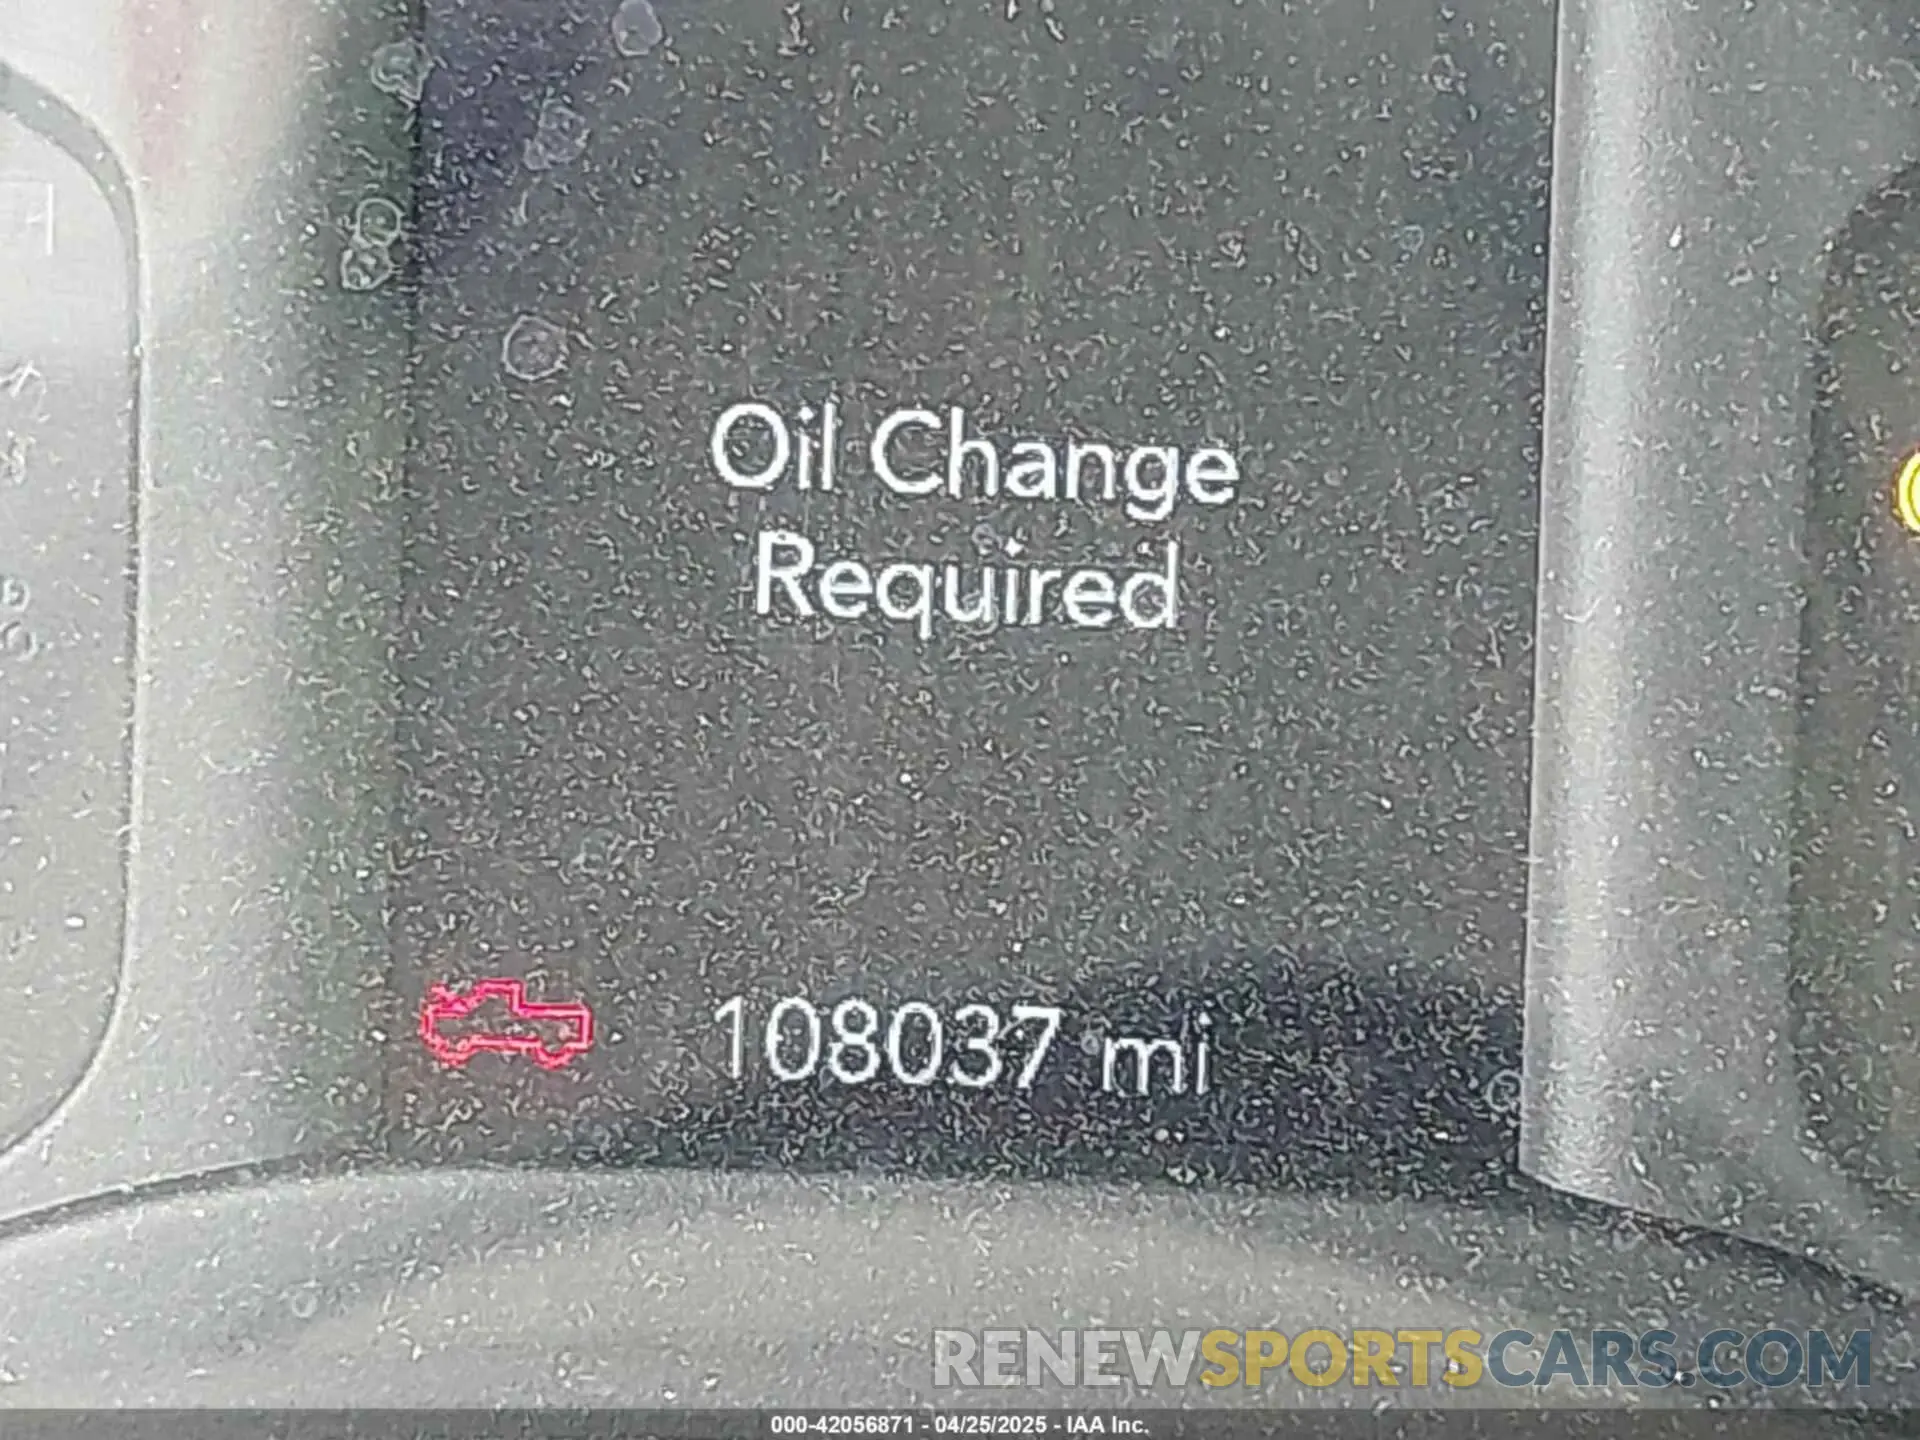 Oil Change
Required
108037 mi
RENEWSPORTSCARS.COM
000-42056871 - 04/25/2025 - IAA Inc.